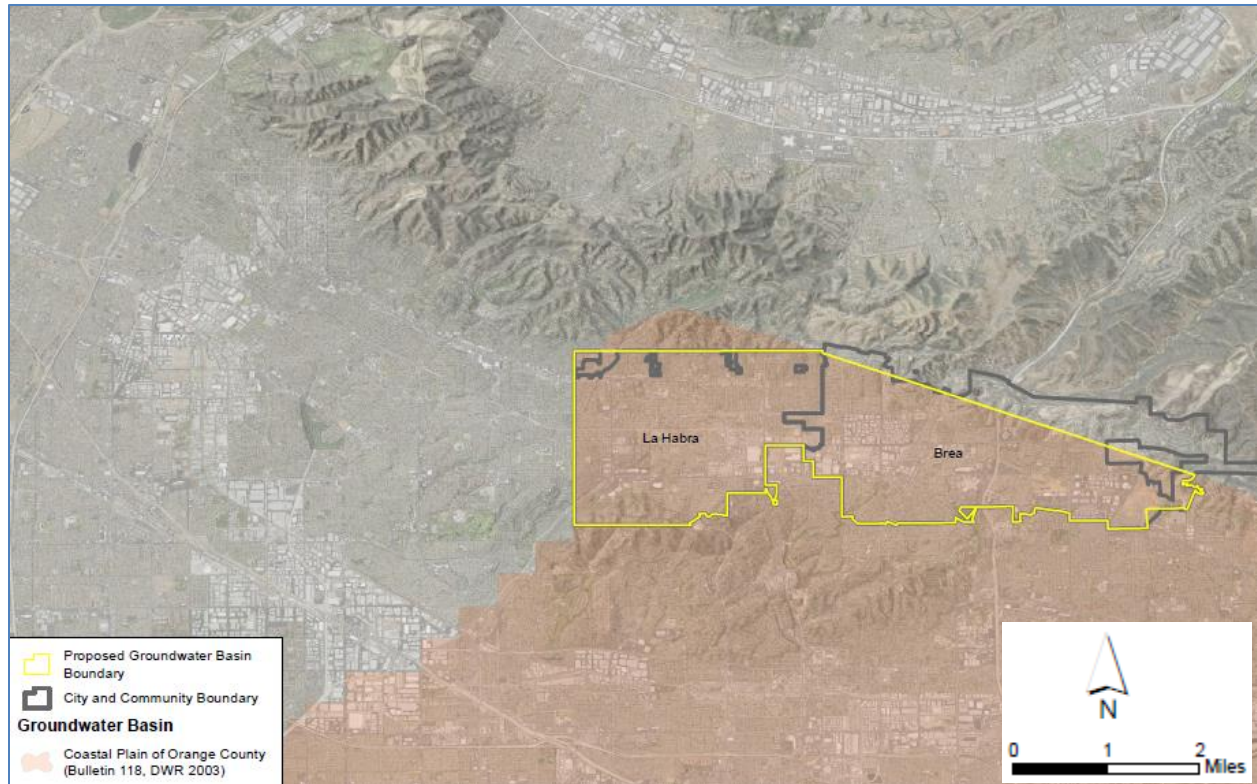 La Habra
Brea
Proposed Groundwater Basin
Boundary
City and Community Boundary
Groundwater Basin
Coastal Plain of Orange County
(Bulletin 118, DWR 2003)
N
0 1 2
Miles